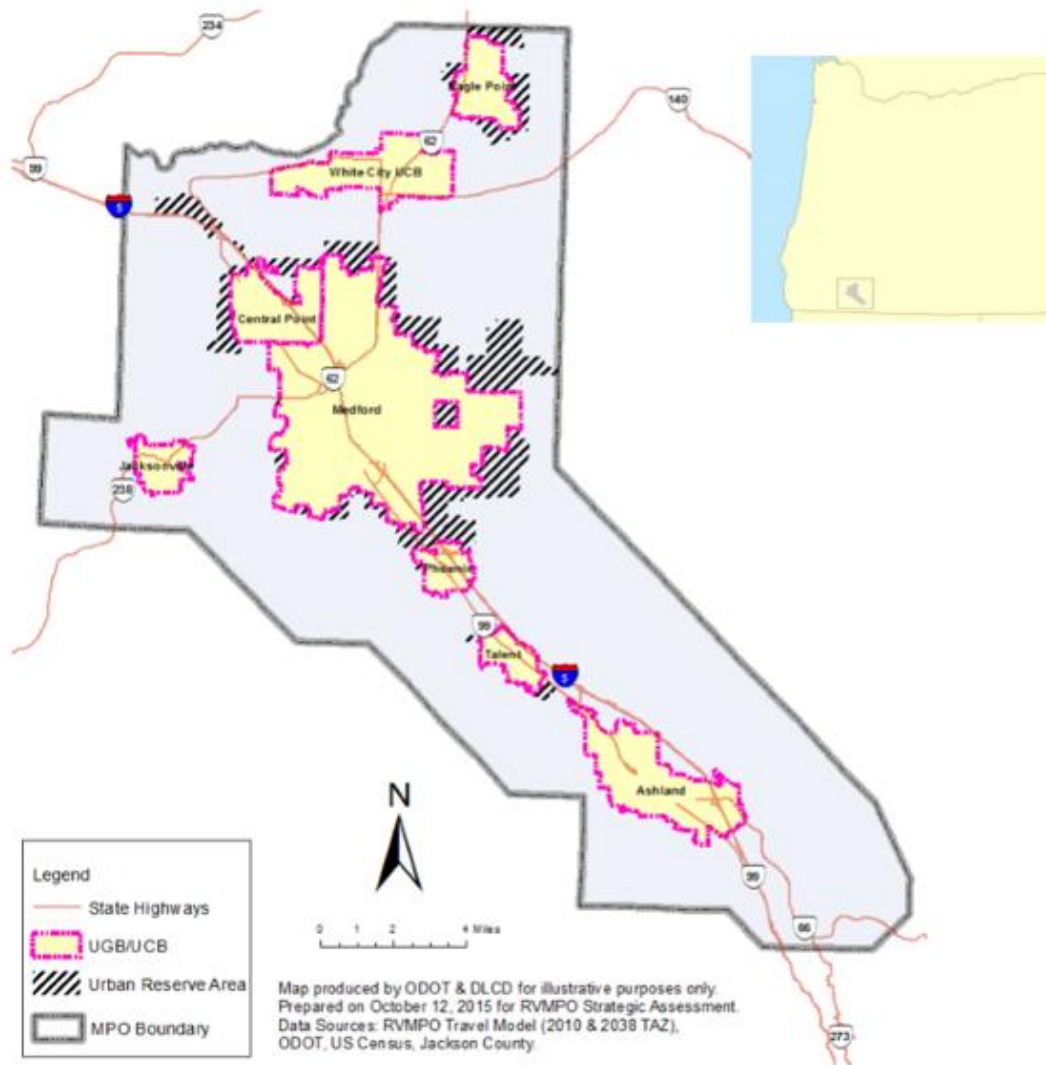 234
Eagle Point
140
62
99
White City UCB
5
Central Point
62
Medford
Jacksonville
238
Phoenix
99
Talent
5
Ashland
N
99
66
273
Legend
State Highways
UGB/UCB
Urban Reserve Area
MPO Boundary
0 1 2 4 Miles
Map produced by ODOT & DLCD for illustrative purposes only.
Prepared on October 12, 2015 for RVMPO Strategic Assessment.
Data Sources: RVMPO Travel Model (2010 & 2038 TAZ),
ODOT, US Census, Jackson County.